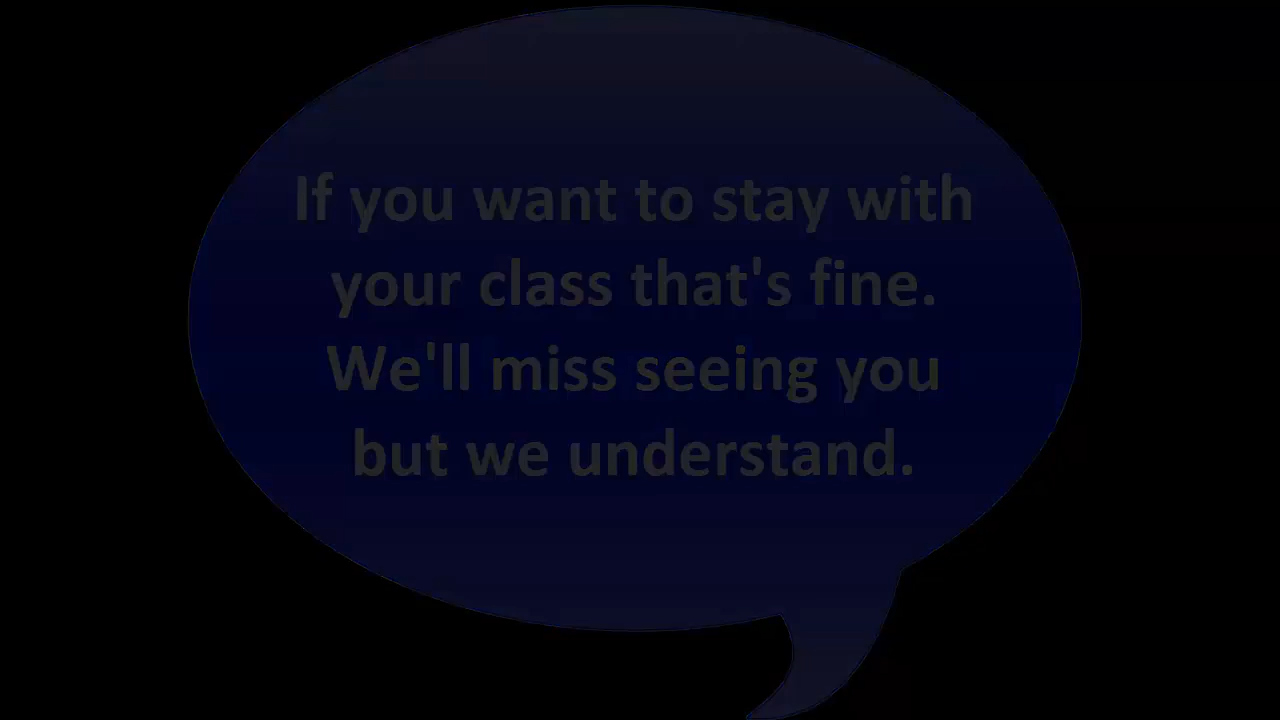 If you want to stay with
your class that's fine.
We'll miss seeing you
but we understand.